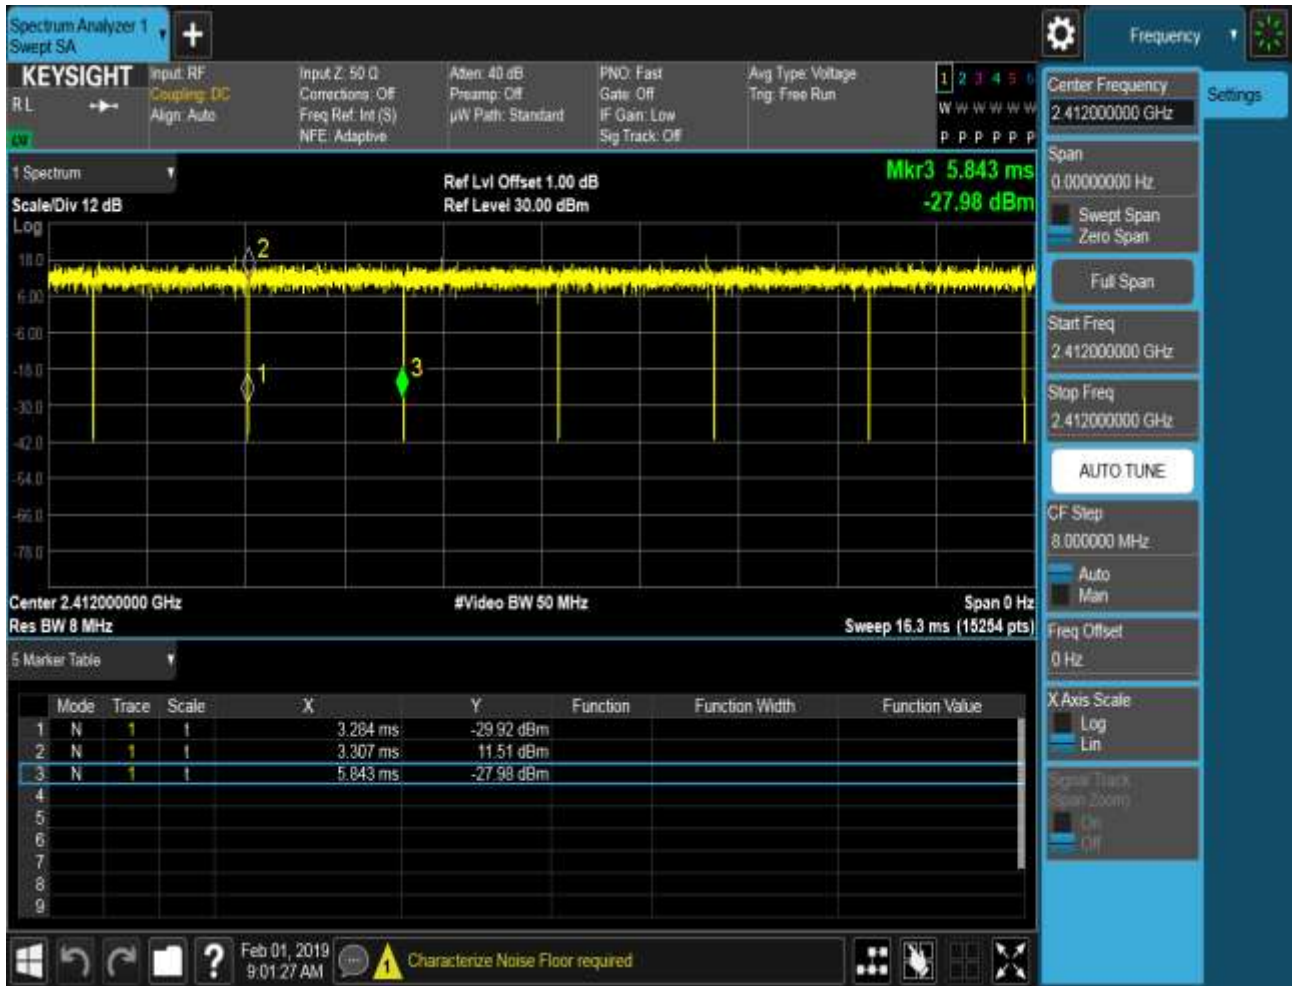 Spectrum Analyzer 1
Swept SA
+
Frequency
KEYSIGHT
RL
Input: RF
Coupling: DC
Align: Auto
Input Z: 50 Ω
Corrections: Off
Freq Ref: Int (S)
NFE: Adaptive
Atten: 40 dB
Preamp: Off
µW Path: Standard
PNO: Fast
Gate: Off
IF Gain: Low
Sig Track: Off
Avg Type: Voltage
Trig: Free Run
1 2 3 4 5 6
W W W W W W
P P P P P P
1 Spectrum
Scale/Div 12 dB
Ref Lvl Offset 1.00 dB
Ref Level 30.00 dBm
Mkr3 5.843 ms
-27.98 dBm
Log
18.0
6.00
-6.00
-18.0
-30.0
-42.0
-54.0
-66.0
-78.0
2
1
3
Center 2.412000000 GHz
#Video BW 50 MHz
Span 0 Hz
Res BW 8 MHz
Sweep 16.3 ms (15254 pts)
5 Marker Table
Mode Trace Scale X Y Function Function Width Function Value
1 N 1 t 3.284 ms -29.92 dBm
2 N 1 t 3.307 ms 11.51 dBm
3 N 1 t 5.843 ms -27.98 dBm
4
5
6
7
8
9
Center Frequency
2.412000000 GHz
Settings
Span
0.00000000 Hz
Swept Span
Zero Span
Full Span
Start Freq
2.412000000 GHz
Stop Freq
2.412000000 GHz
AUTO TUNE
CF Step
8.000000 MHz
Auto
Man
Freq Offset
0 Hz
X Axis Scale
Log
Lin
Signal Track
(Span Zoom)
On
Off
?
Feb 01, 2019
9:01:27 AM
1
Characterize Noise Floor required